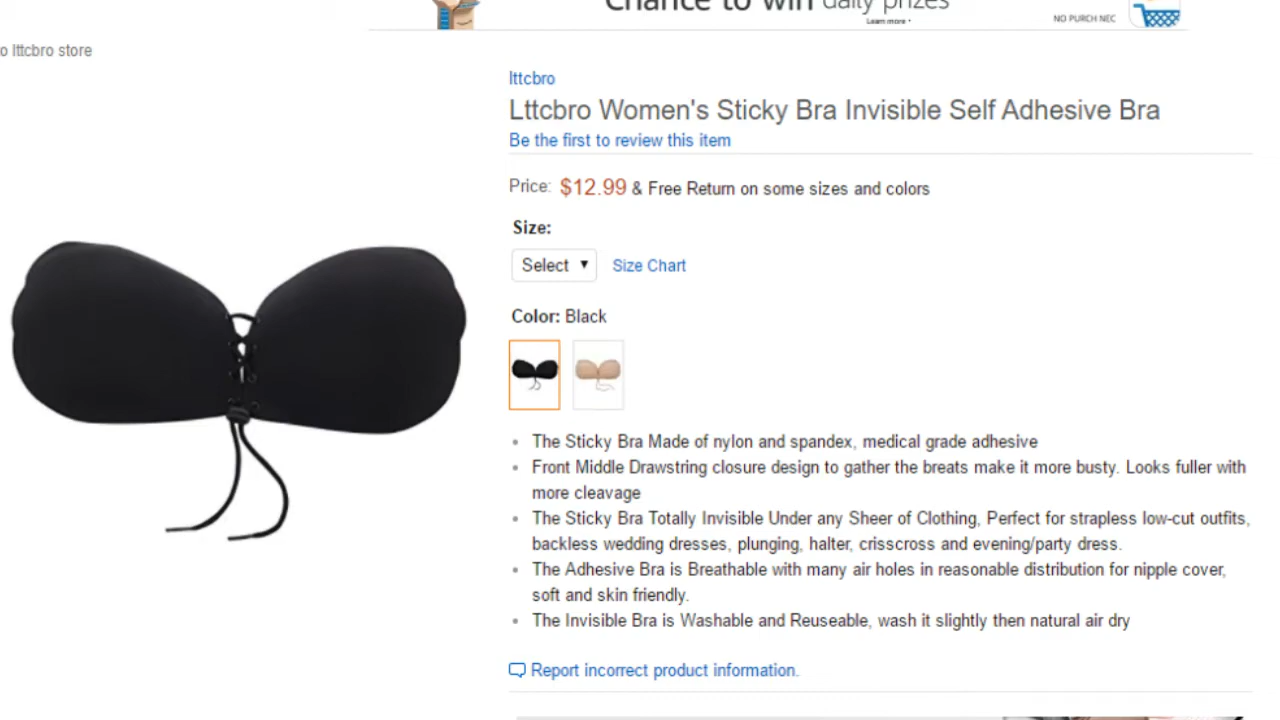 Chance to win daily prizes
Learn more
NO PURCH NEC
o lttcbro store
lttcbro
Lttcbro Women's Sticky Bra Invisible Self Adhesive Bra
Be the first to review this item
Price: $12.99 & Free Return on some sizes and colors
Size:
Select Size Chart
Color: Black
The Sticky Bra Made of nylon and spandex, medical grade adhesive
Front Middle Drawstring closure design to gather the breats make it more busty. Looks fuller with
more cleavage
The Sticky Bra Totally Invisible Under any Sheer of Clothing, Perfect for strapless low-cut outfits,
backless wedding dresses, plunging, halter, crisscross and evening/party dress.
The Adhesive Bra is Breathable with many air holes in reasonable distribution for nipple cover,
soft and skin friendly.
The Invisible Bra is Washable and Reuseable, wash it slightly then natural air dry
Report incorrect product information.